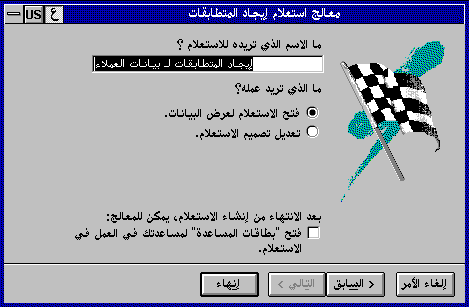 معالج استعلام إيجاد المتطابقات
ع US
ما الاسم الذي تريده للاستعلام ؟
إيجاد المتطابقات لـ بيانات العملاء
ما الذي تريد عمله؟
فتح الاستعلام لعرض البيانات.
تعديل تصميم الاستعلام.
بعد الانتهاء من إنشاء الاستعلام، يمكن للمعالج:
فتح "بطاقات المساعدة" لمساعدتك في العمل في
الاستعلام.
إلغاء الأمر < السابق التالي > إنهاء